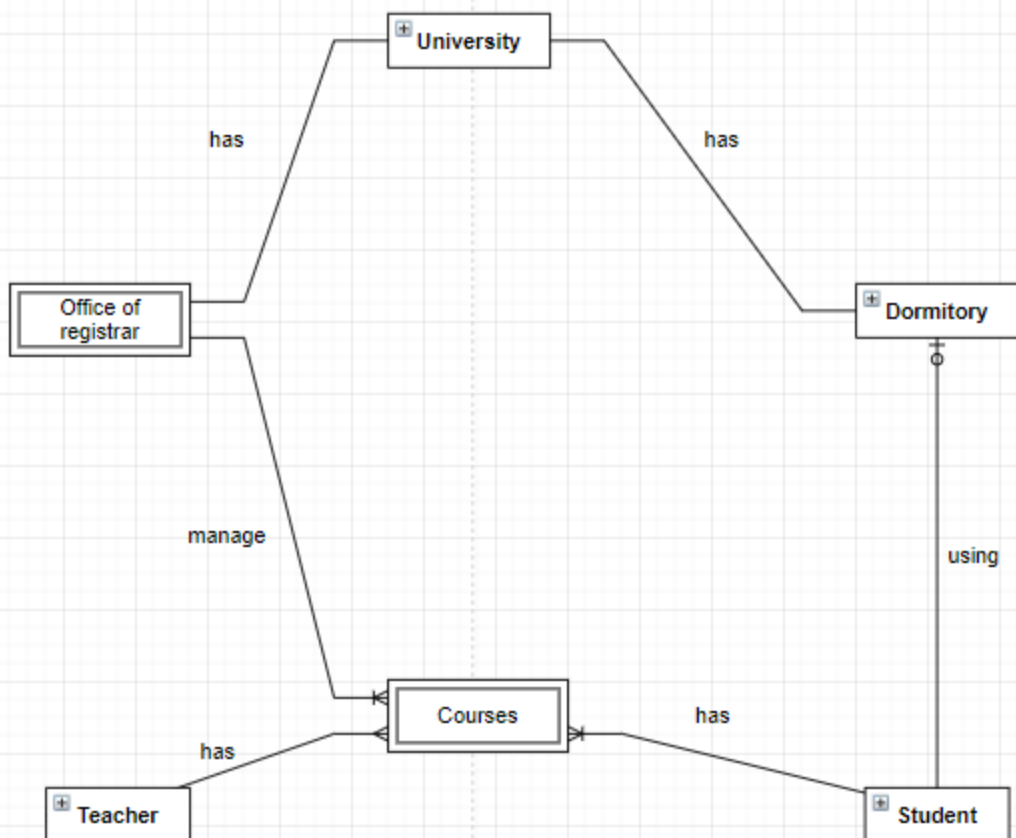 University
has
has
Office of
registrar
Dormitory
manage
using
Courses
has
has
Teacher
Student